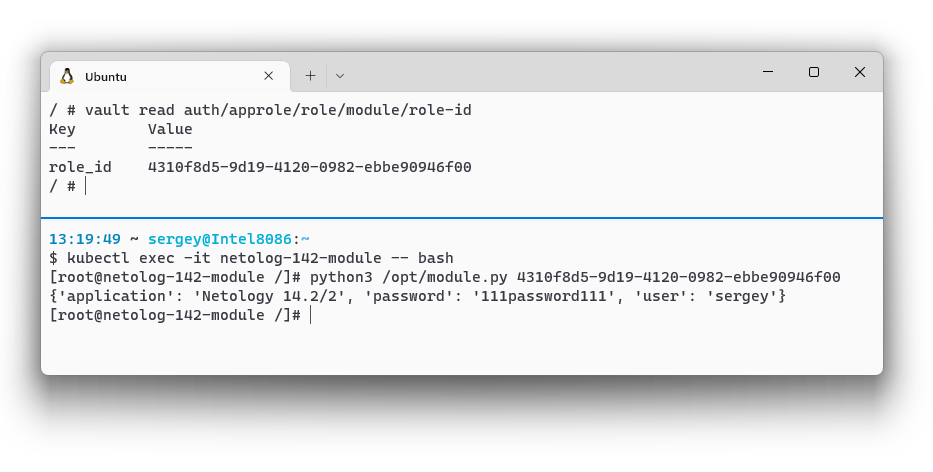 Ubuntu
/ # vault read auth/approle/role/module/role-id
Key        Value
---        -----
role_id    4310f8d5-9d19-4120-0982-ebbe90946f00
/ #
13:19:49 ~ sergey@Intel8086:~
$ kubectl exec -it netolog-142-module -- bash
[root@netolog-142-module /]# python3 /opt/module.py 4310f8d5-9d19-4120-0982-ebbe90946f00
{'application': 'Netology 14.2/2', 'password': '111password111', 'user': 'sergey'}
[root@netolog-142-module /]#